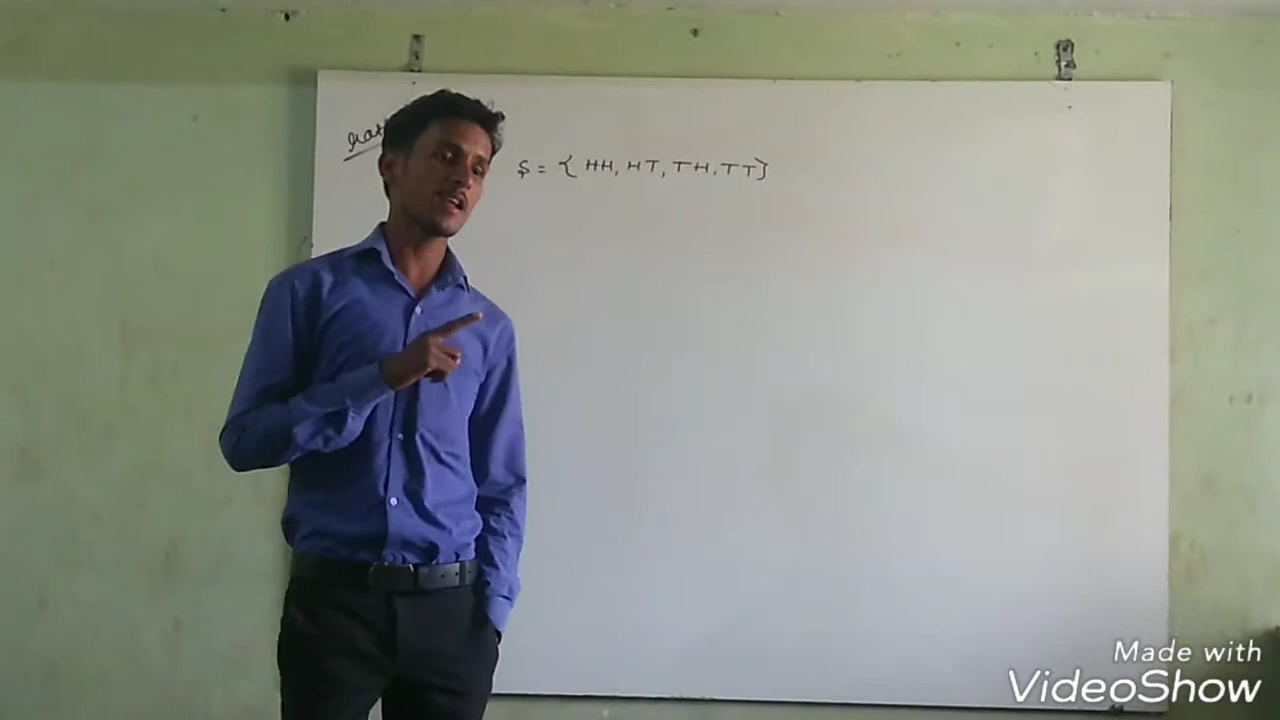 S = { HH, HT, TH, TT}
Made with
VideoShow